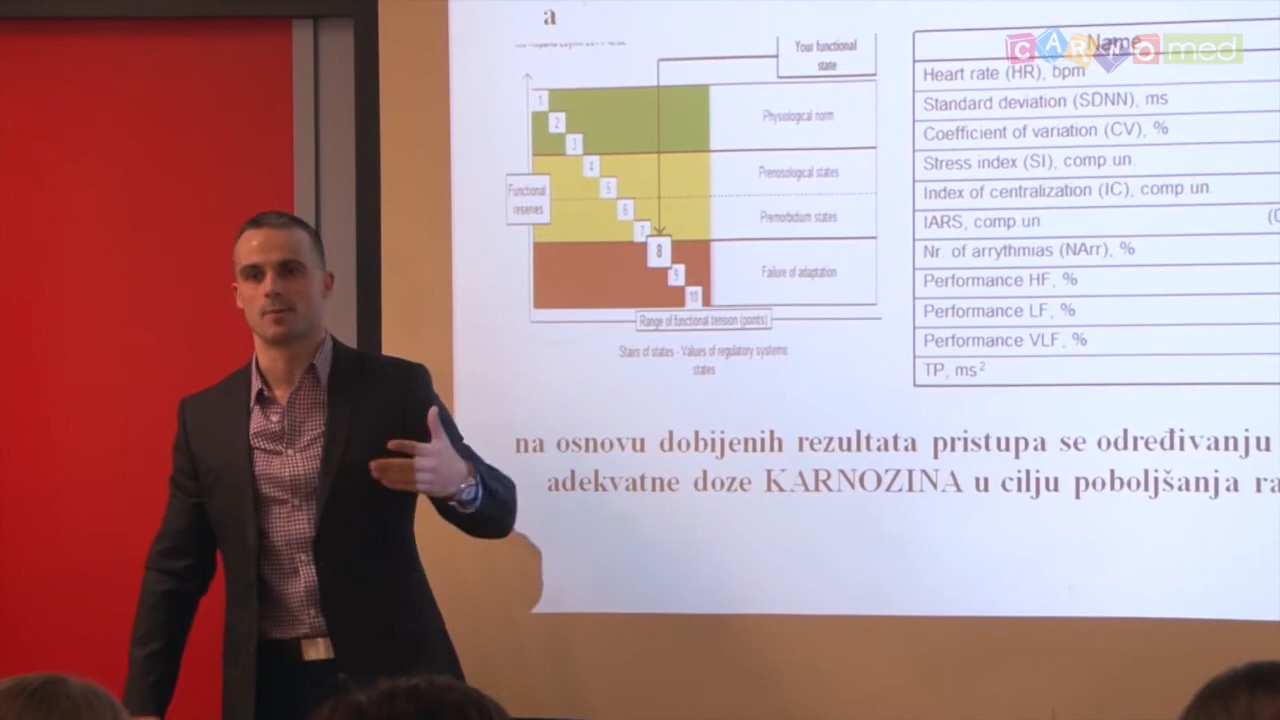 a
CARNOmed
Your functional
state
1
2
3
4
5
6
7
8
9
10
Physiological norm
Prenosological states
Premorbidium states
Failure of adaptation
Functional
reserves
Range of functional tension (points)
Stairs of states - Values of regulatory systems
states
Name
Heart rate (HR), bpm
Standard deviation (SDNN), ms
Coefficient of variation (CV), %
Stress index (SI), comp.un.
Index of centralization (IC), comp.un.
IARS, comp.un.
Nr. of arrythmias (NArr), %
Performance HF, %
Performance LF, %
Performance VLF, %
TP, ms²
na osnovu dobijenih rezultata pristupa se određivanju
adekvatne doze KARNOZINA u cilju poboljšanja